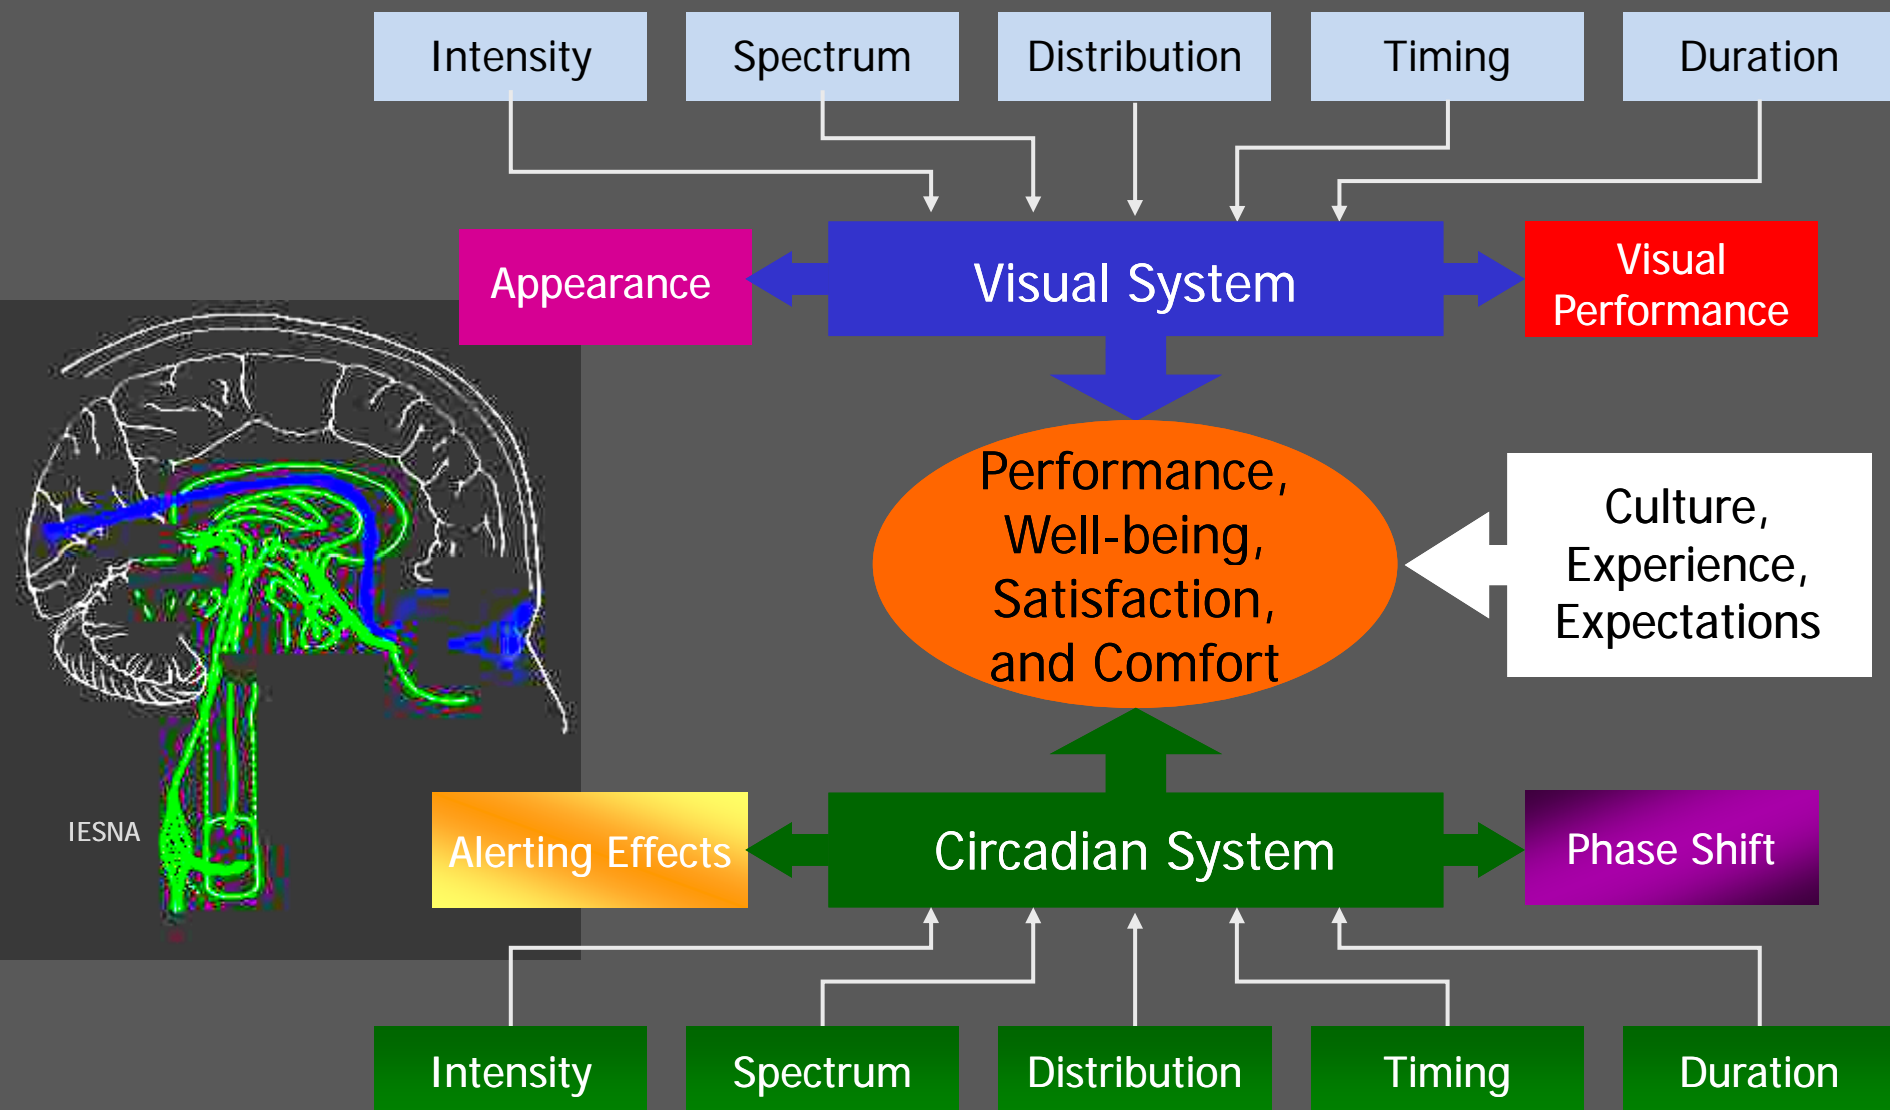 Intensity
Spectrum
Distribution
Timing
Duration
Appearance
Visual System
Visual
Performance
Performance,
Well-being,
Satisfaction,
and Comfort
Culture,
Experience,
Expectations
IESNA
Alerting Effects
Circadian System
Phase Shift
Intensity
Spectrum
Distribution
Timing
Duration